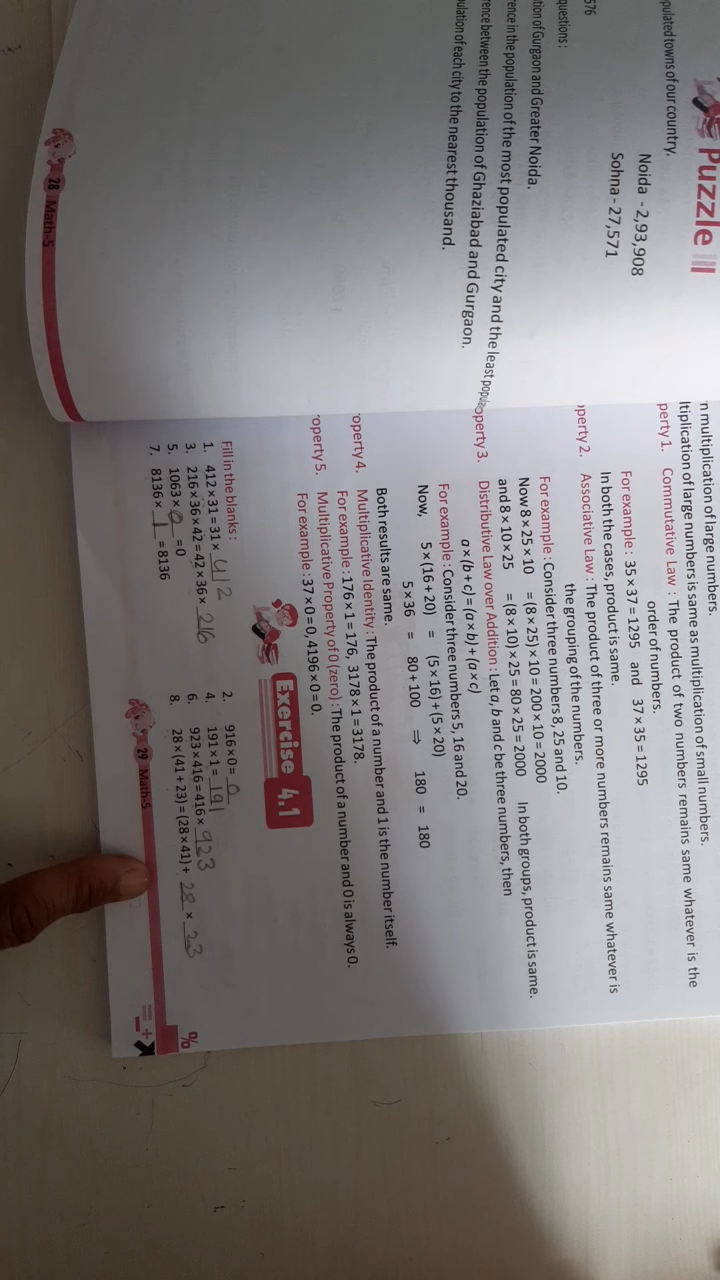 Puzzle
pulated towns of our country.
Noida - 2,93,908
Sohna - 27,571
576
questions :
tion of Gurgaon and Greater Noida.
rence in the population of the most populated city and the least
rence between the population of Ghaziabad and Gurgaon.
ulation of each city to the nearest thousand.
28 Math-5
n multiplication of large numbers.
ltiplication of large numbers is same as multiplication of small numbers.
perty 1. Commutative Law : The product of two numbers remains same whatever is the
order of numbers.
For example : 35 × 37 = 1295 and 37 × 35 = 1295
In both the cases, product is same.
perty 2. Associative Law : The product of three or more numbers remains same whatever is
the grouping of the numbers.
For example : Consider three numbers 8, 25 and 10.
Now 8 × 25 × 10 = (8 × 25) × 10 = 200 × 10 = 2000
and 8 × 10 × 25 = (8 × 10) × 25 = 80 × 25 = 2000 In both groups, product is same.
operty 3. Distributive Law over Addition : Let a, b and c be three numbers, then
a × (b + c) = (a × b) + (a × c)
For example : Consider three numbers 5, 16 and 20.
Now, 5 × (16 + 20) = (5 × 16) + (5 × 20)
5 × 36 = 80 + 100 ⇒ 180 = 180
Both results are same.
operty 4. Multiplicative Identity : The product of a number and 1 is the number itself.
For example : 176 × 1 = 176, 3178 × 1 = 3178.
operty 5. Multiplicative Property of 0 (zero) : The product of a number and 0 is always 0.
For example : 37 × 0 = 0, 4196 × 0 = 0.
Exercise 4.1
Fill in the blanks :
1. 412 × 31 = 31 × 412 2. 916 × 0 = 0
3. 216 × 36 × 42 = 42 × 36 × 216 4. 191 × 1 = 191
5. 1063 × 0 = 0 6. 923 × 416 = 416 × 923
7. 8136 × 1 = 8136 8. 28 × (41 + 23) = (28 × 41) + 28 × 23
29 Math-5
%
= + ×